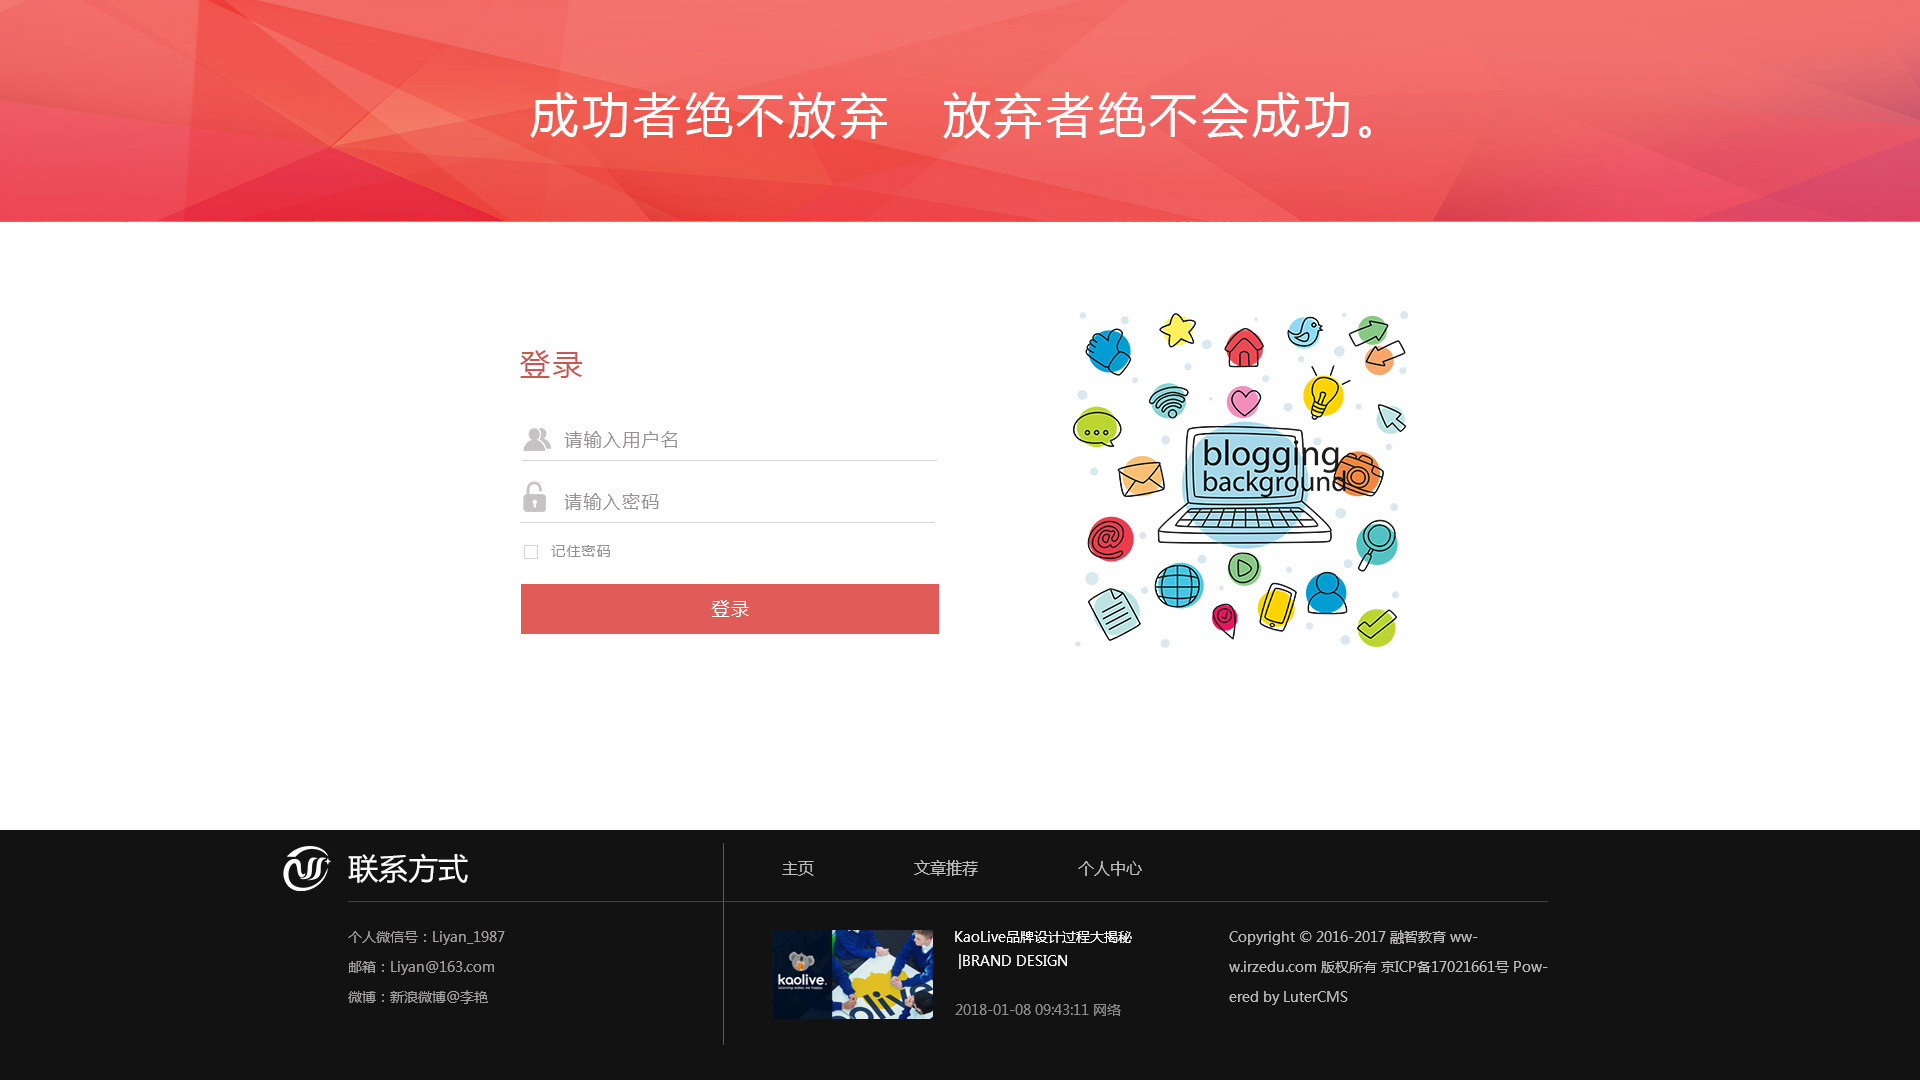 成功者绝不放弃　放弃者绝不会成功。
登录
请输入用户名
请输入密码
记住密码
登录
blogging
background
联系方式
主页
文章推荐
个人中心
个人微信号：Liyan_1987
邮箱：Liyan@163.com
微博：新浪微博@李艳
kaolive.
KaoLive品牌设计过程大揭秘
|BRAND DESIGN
2018-01-08 09:43:11 网络
Copyright © 2016-2017 融智教育 ww-
w.irzedu.com 版权所有 京ICP备17021661号 Pow-
ered by LuterCMS